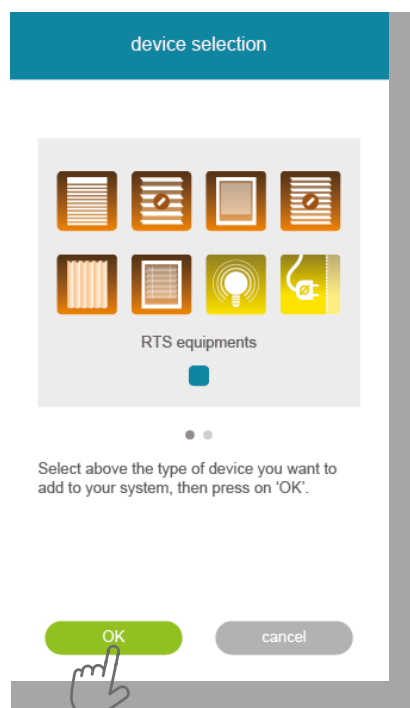 device selection
RTS equipments
Select above the type of device you want to
add to your system, then press on ‘OK’.
OK
cancel